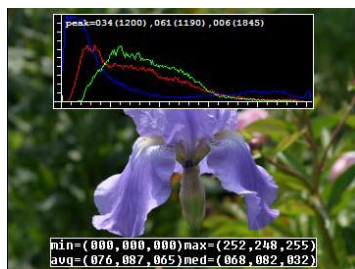 peak=034(1200),061(1190),006(1845)
min=(000,000,000)max=(252,248,255)
avg=(076,087,065)med=(068,082,032)